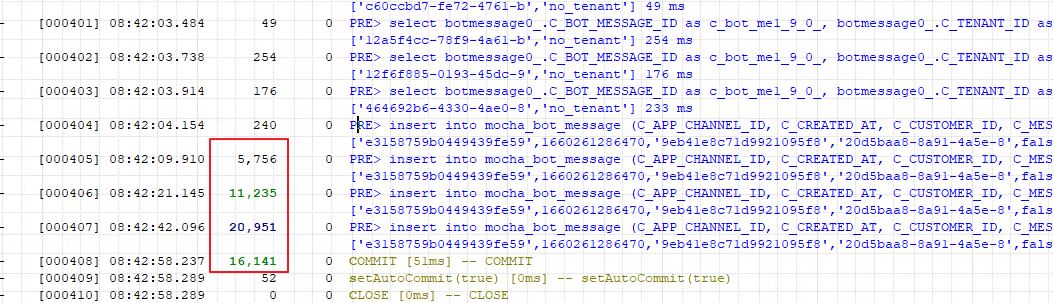 ['c60ccbd7-fe72-4761-b','no_tenant'] 49 ms
[000401] 08:42:03.484 49 0 PRE> select botmessage0_.C_BOT_MESSAGE_ID as c_bot_me1_9_0_, botmessage0_.C_TENANT_ID as
['12a5f4cc-78f9-4a61-b','no_tenant'] 254 ms
[000402] 08:42:03.738 254 0 PRE> select botmessage0_.C_BOT_MESSAGE_ID as c_bot_me1_9_0_, botmessage0_.C_TENANT_ID as
['12f6f885-0193-45dc-9','no_tenant'] 176 ms
[000403] 08:42:03.914 176 0 PRE> select botmessage0_.C_BOT_MESSAGE_ID as c_bot_me1_9_0_, botmessage0_.C_TENANT_ID as
['464692b6-4330-4ae0-8','no_tenant'] 233 ms
[000404] 08:42:04.154 240 0 PRE> insert into mocha_bot_message (C_APP_CHANNEL_ID, C_CREATED_AT, C_CUSTOMER_ID, C_MES
['e3158759b0449439fe59',1660261286470,'9eb41e8c71d9921095f8','20d5baa8-8a91-4a5e-8',fals
[000405] 08:42:09.910 5,756 0 PRE> insert into mocha_bot_message (C_APP_CHANNEL_ID, C_CREATED_AT, C_CUSTOMER_ID, C_MES
['e3158759b0449439fe59',1660261286470,'9eb41e8c71d9921095f8','20d5baa8-8a91-4a5e-8',fals
[000406] 08:42:21.145 11,235 0 PRE> insert into mocha_bot_message (C_APP_CHANNEL_ID, C_CREATED_AT, C_CUSTOMER_ID, C_MES
['e3158759b0449439fe59',1660261286470,'9eb41e8c71d9921095f8','20d5baa8-8a91-4a5e-8',fals
[000407] 08:42:42.096 20,951 0 PRE> insert into mocha_bot_message (C_APP_CHANNEL_ID, C_CREATED_AT, C_CUSTOMER_ID, C_MES
['e3158759b0449439fe59',1660261286470,'9eb41e8c71d9921095f8','20d5baa8-8a91-4a5e-8',fals
[000408] 08:42:58.237 16,141 0 COMMIT [51ms] -- COMMIT
[000409] 08:42:58.289 52 0 setAutoCommit(true) [0ms] -- setAutoCommit(true)
[000410] 08:42:58.289 0 0 CLOSE [0ms] -- CLOSE